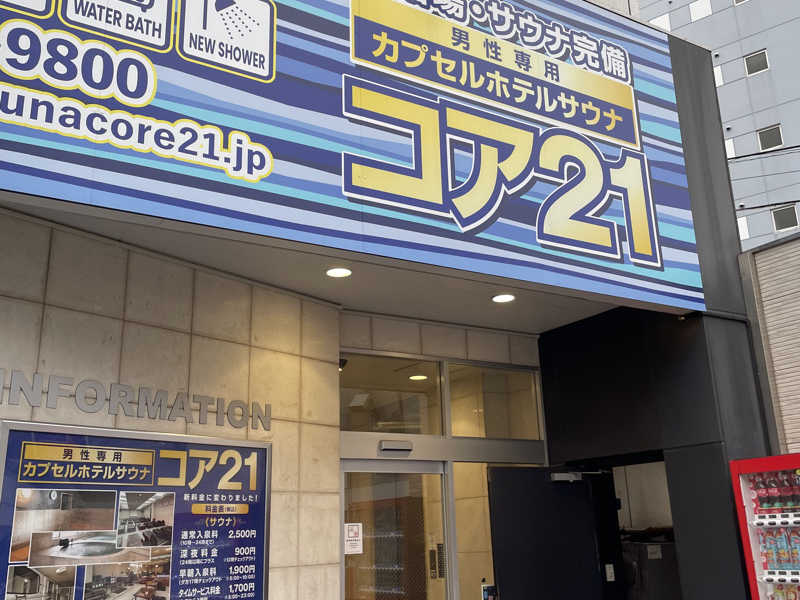 WATER BATH
NEW SHOWER
9800
unacore21.jp
・サウナ完備
男性専用
カプセルホテルサウナ
コア21
INFORMATION
男性専用
カプセルホテルサウナ
コア21
新料金に変わりました!
料金表(税込)
《サウナ》
通常入泉料 2,500円
深夜料金 900円
早朝入泉料 1,900円
タイムサービス料金 1,700円